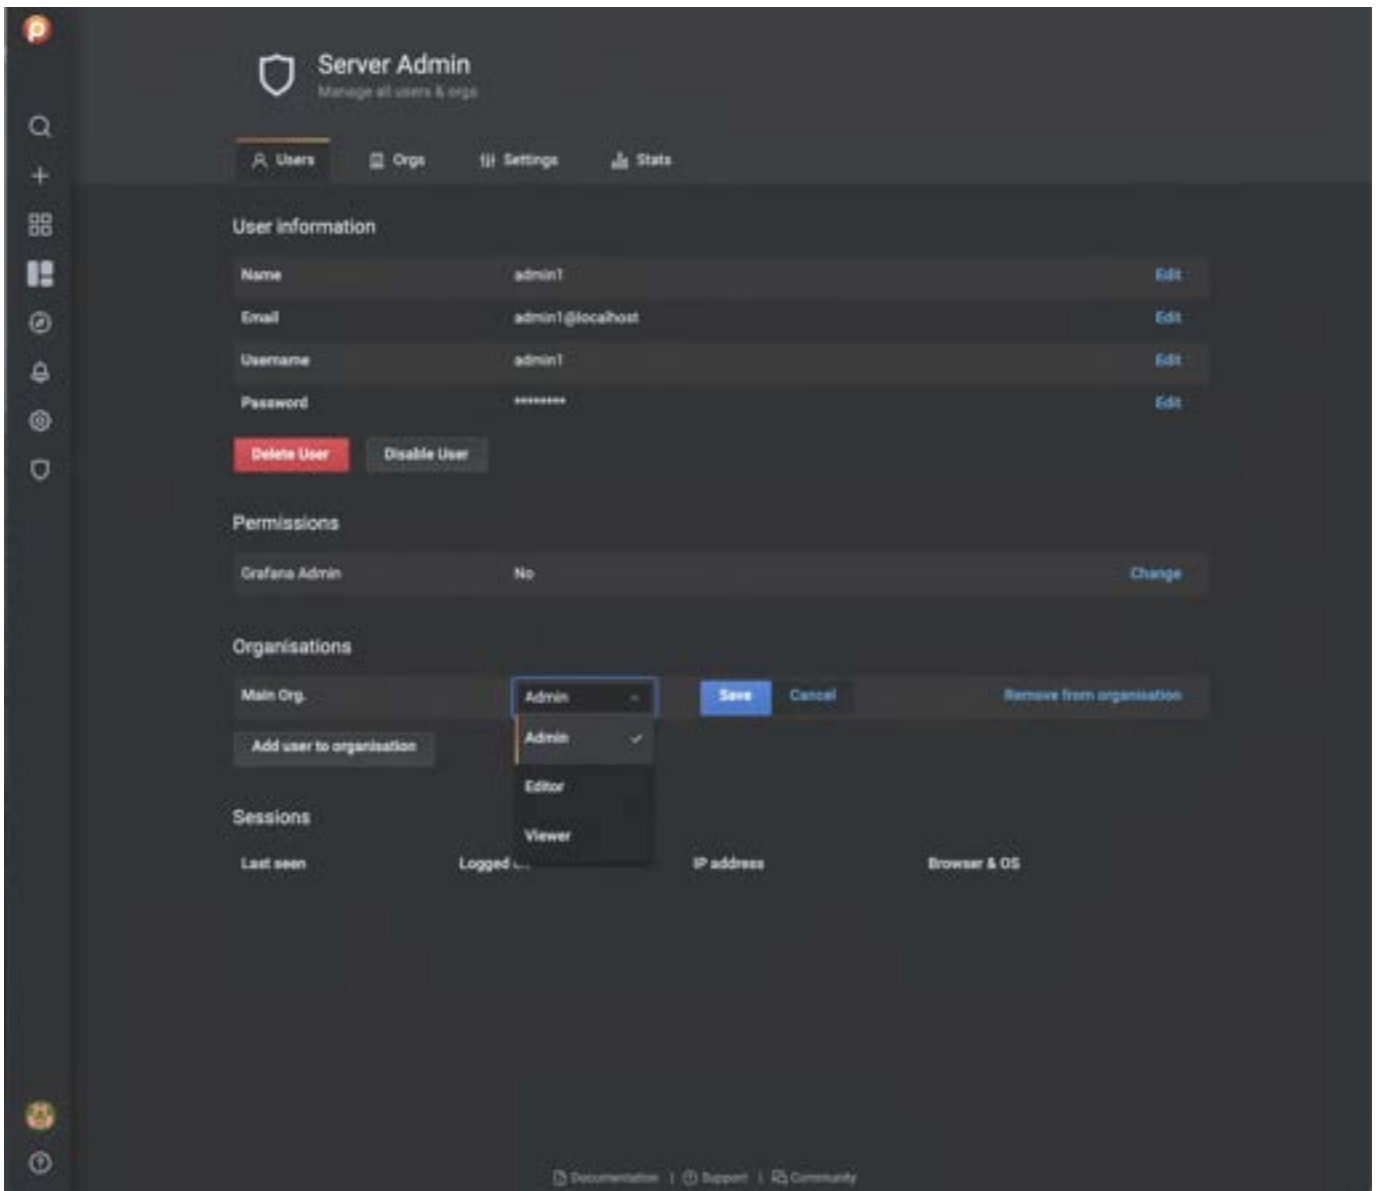 Server Admin
Manage all users & orgs
Users Orgs Settings Stats
User information
Name admin1 Edit
Email admin1@localhost Edit
Username admin1 Edit
Password ******** Edit
Delete User Disable User
Permissions
Grafana Admin No Change
Organisations
Main Org. Admin Save Cancel Remove from organisation
Admin
Add user to organisation
Editor
Sessions
Viewer
Last seen Logged IP address Browser & OS
Documentation | Support | Community